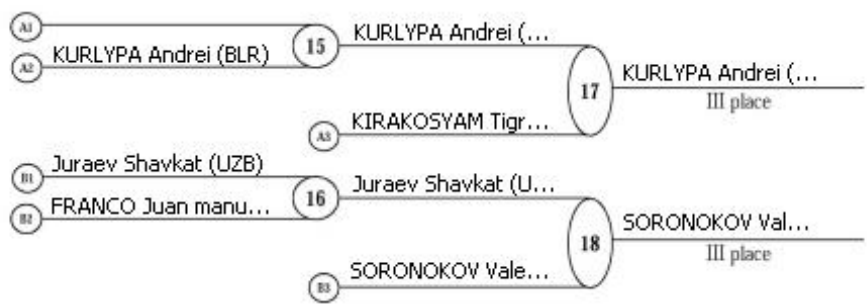 A1
KURLYPA Andrei (...
15
A2
KURLYPA Andrei (BLR)
KURLYPA Andrei (...
17
III place
A3
KIRAKOSYAM Tigr...
B1
Juraev Shavkat (UZB)
Juraev Shavkat (U...
16
B2
FRANCO Juan manu...
SORONOKOV Val...
18
III place
B3
SORONOKOV Vale...